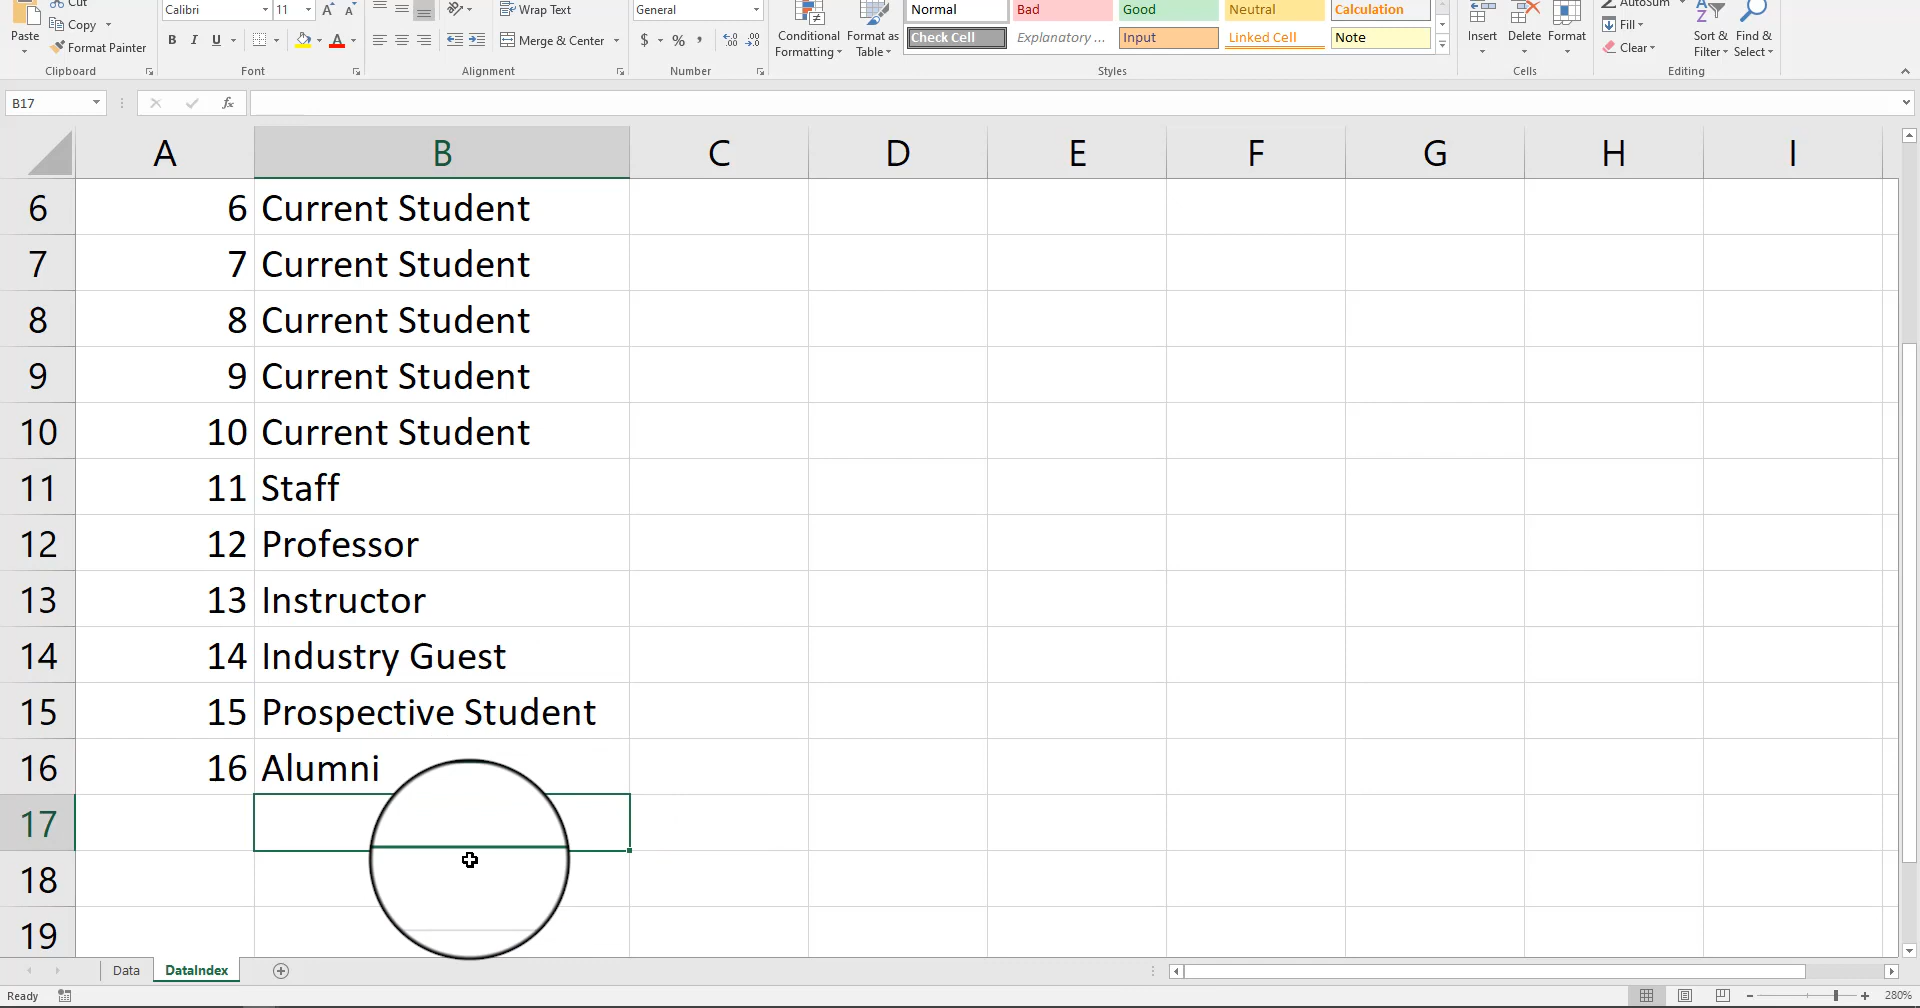 Cut
Calibri 11 A A Wrap Text General Normal Bad Good Neutral Calculation AutoSum
Paste Copy Conditional Formatting Format as Table Insert Delete Format Fill Sort & Filter Find & Select
Format Painter B I U A Merge & Center $ % , Check Cell Explanatory ... Input Linked Cell Note Clear
Clipboard Font Alignment Number Styles Cells Editing
B17 fx
A B C D E F G H I
6 6 Current Student
7 7 Current Student
8 8 Current Student
9 9 Current Student
10 10 Current Student
11 11 Staff
12 12 Professor
13 13 Instructor
14 14 Industry Guest
15 15 Prospective Student
16 16 Alumni
17
18
19
Data DataIndex
Ready 280%